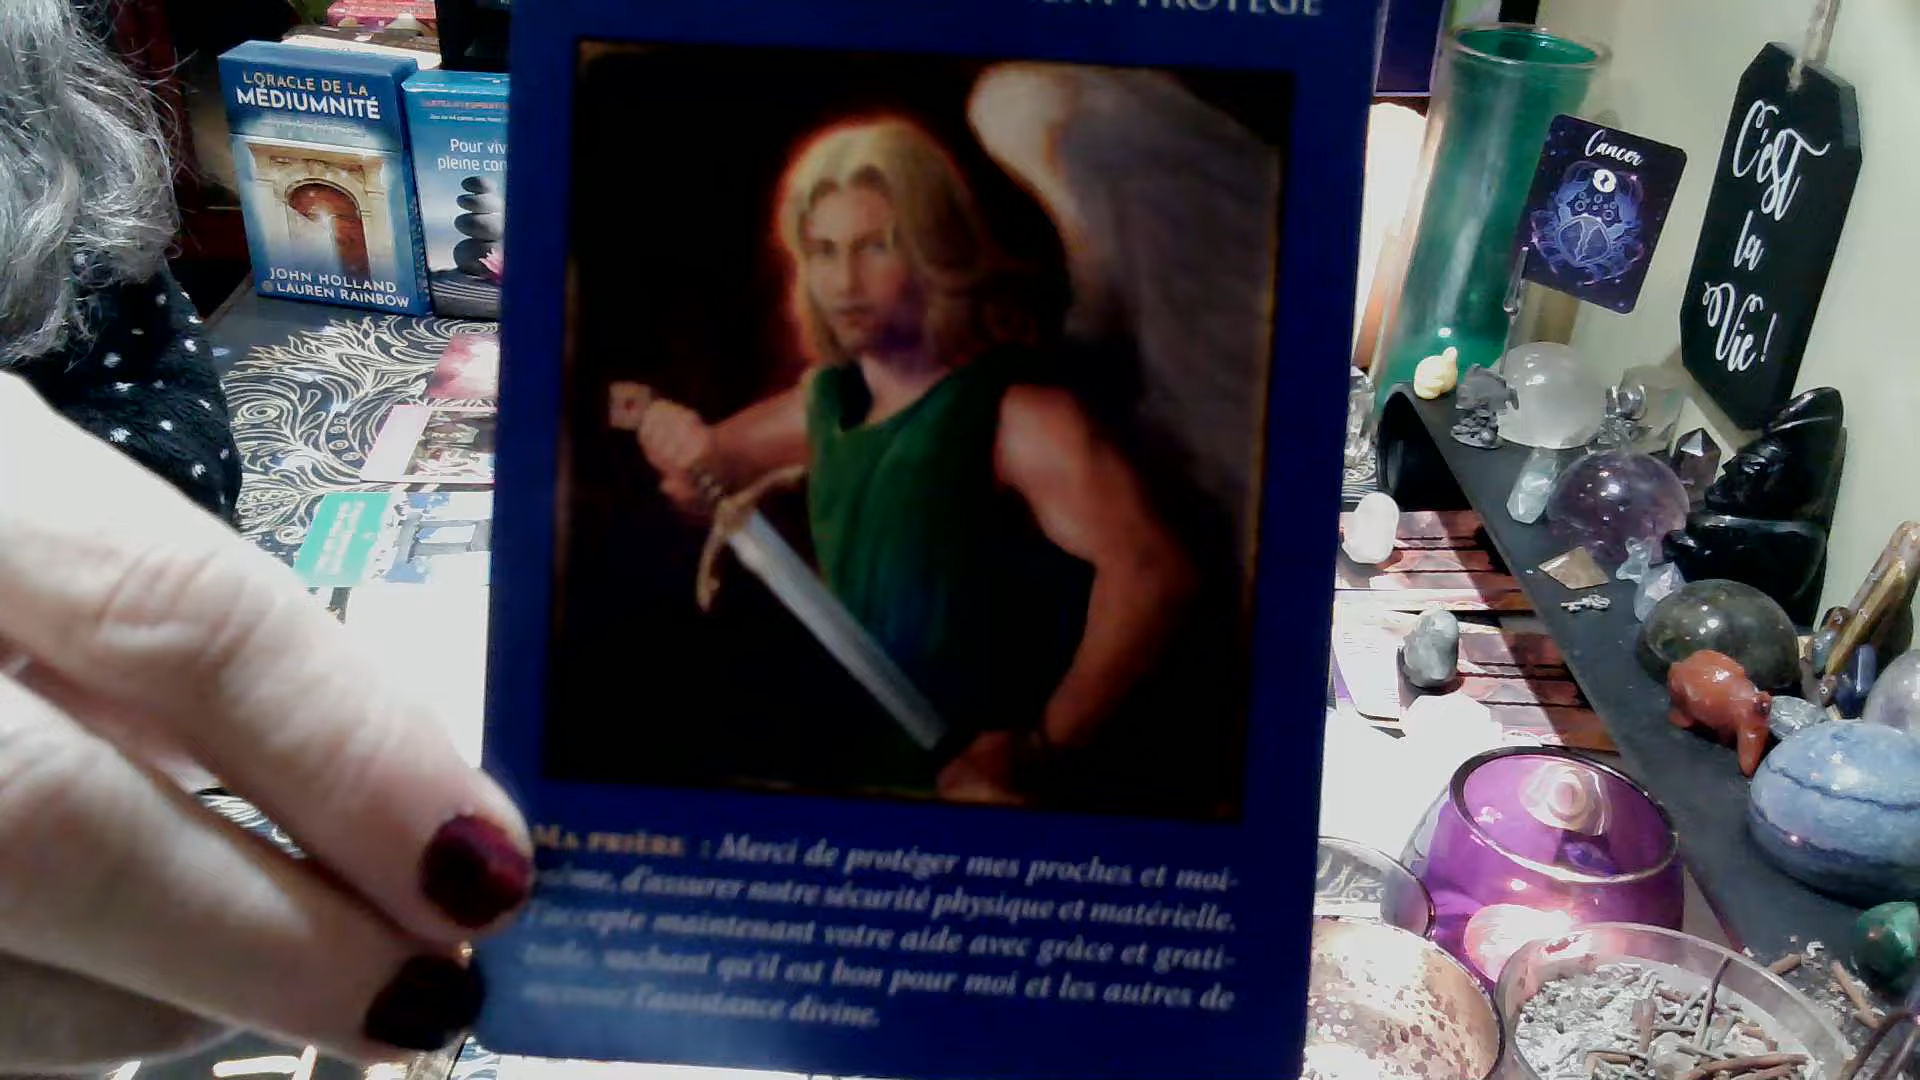 PROTÉGÉ
L'ORACLE DE LA
MÉDIUMNITÉ
JOHN HOLLAND
LAUREN RAINBOW
Pour viv
pleine con
Cancer
C'est
la
Vie!
MA PRIÈRE : Merci de protéger mes proches et moi-
même, d'assurer notre sécurité physique et matérielle.
J'accepte maintenant votre aide avec grâce et grati-
tude, sachant qu'il est bon pour moi et les autres de
recevoir l'assistance divine.